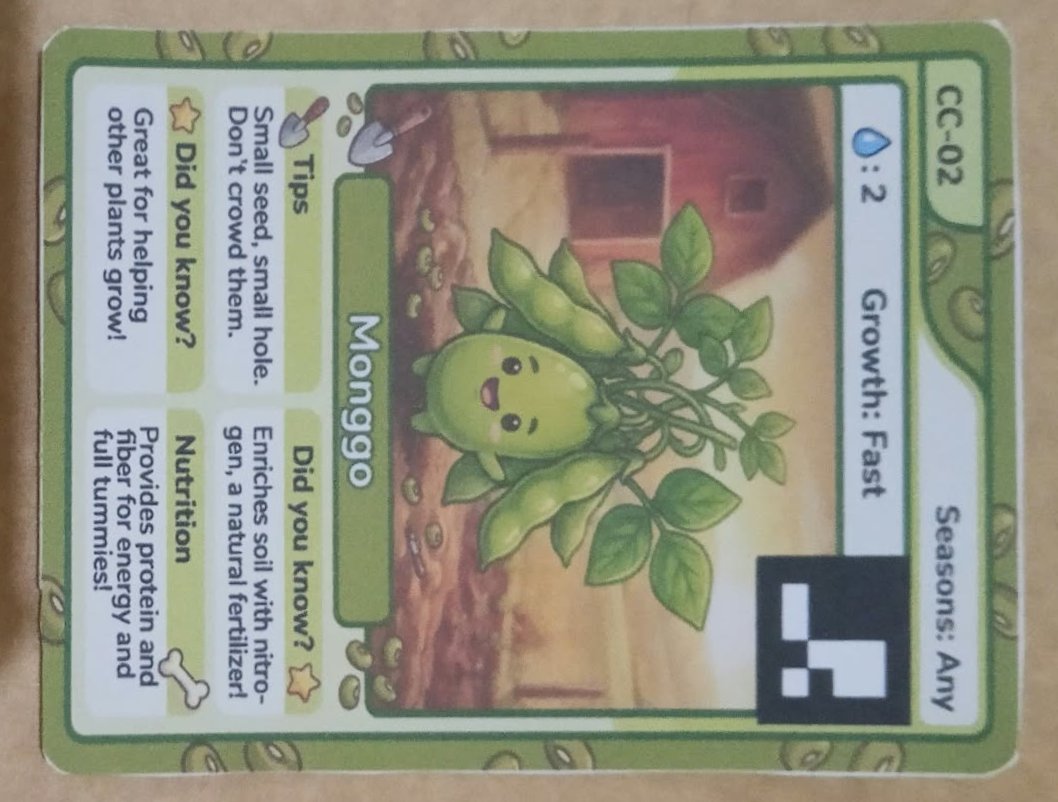 CC-02
Seasons: Any
: 2
Growth: Fast
Monggo
Tips
Small seed, small hole.
Don't crowd them.
Did you know?
Enriches soil with nitro-
gen, a natural fertilizer!
Did you know?
Great for helping
other plants grow!
Nutrition
Provides protein and
fiber for energy and
full tummies!